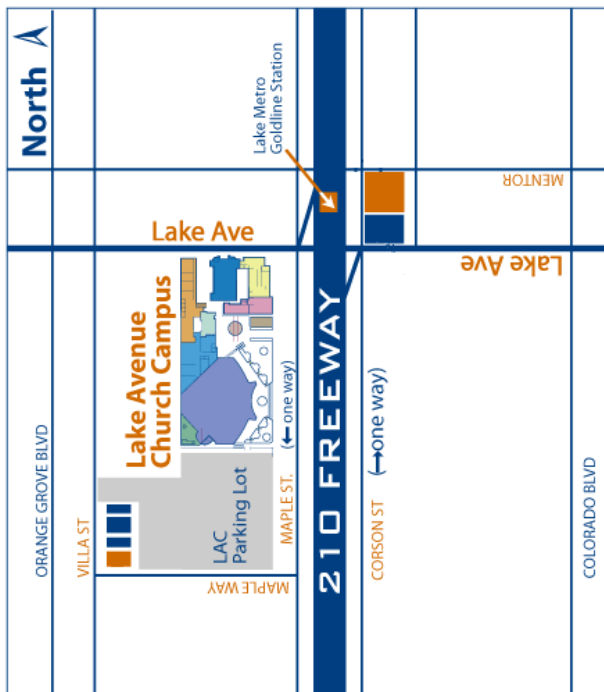 North
Lake Metro
Goldline Station
MENTOR
Lake Ave
Lake Ave
Lake Avenue
Church Campus
210 FREEWAY
(← one way)
(→one way)
LAC
Parking Lot
ORANGE GROVE BLVD
VILLA ST
MAPLE ST.
CORSON ST
COLORADO BLVD
MAPLE WAY